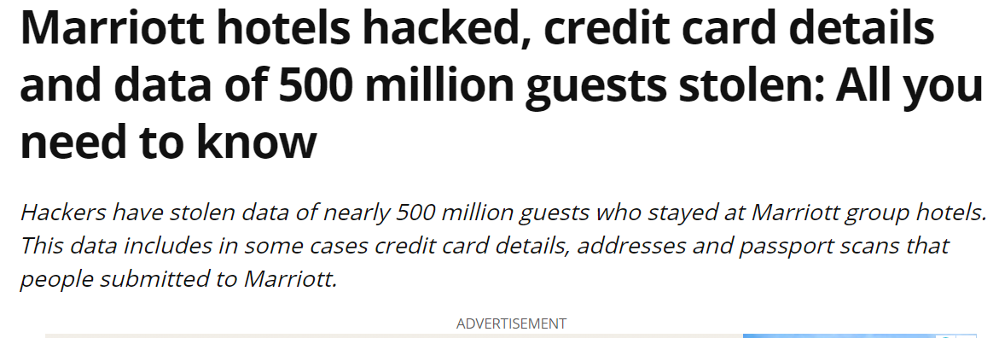 Marriott hotels hacked, credit card details
and data of 500 million guests stolen: All you
need to know
Hackers have stolen data of nearly 500 million guests who stayed at Marriott group hotels.
This data includes in some cases credit card details, addresses and passport scans that
people submitted to Marriott.
ADVERTISEMENT